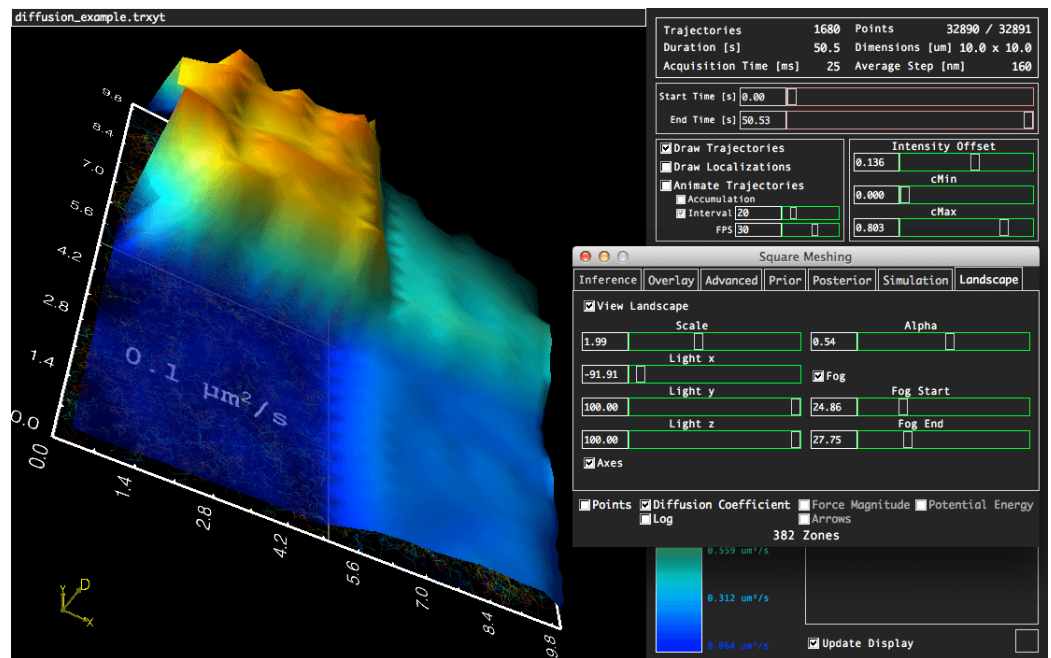 diffusion_example.trxyt
9.8
8.4
7.0
5.6
4.2
2.8
1.4
0.0
0.1 µm²/s
0.0
1.4
2.8
4.2
5.6
7.0
8.4
9.8
Y D
X
Trajectories 1680 Points 32890 / 32891
Duration [s] 50.5 Dimensions [um] 10.0 x 10.0
Acquisition Time [ms] 25 Average Step [nm] 160
Start Time [s] 0.00
End Time [s] 50.53
Draw Trajectories
Draw Localizations
Animate Trajectories
Accumulation
Interval 20
FPS 30
Intensity Offset
0.136
cMin
0.000
cMax
0.803
Square Meshing
Inference Overlay Advanced Prior Posterior Simulation Landscape
View Landscape
Scale Alpha
1.99 0.54
Light x
-91.91 Fog
Light y Fog Start
100.00 24.86
Light z Fog End
100.00 27.75
Axes
Points Diffusion Coefficient Force Magnitude Potential Energy
Log Arrows
382 Zones
0.559 um²/s
0.312 um²/s
0.064 um²/s
Update Display